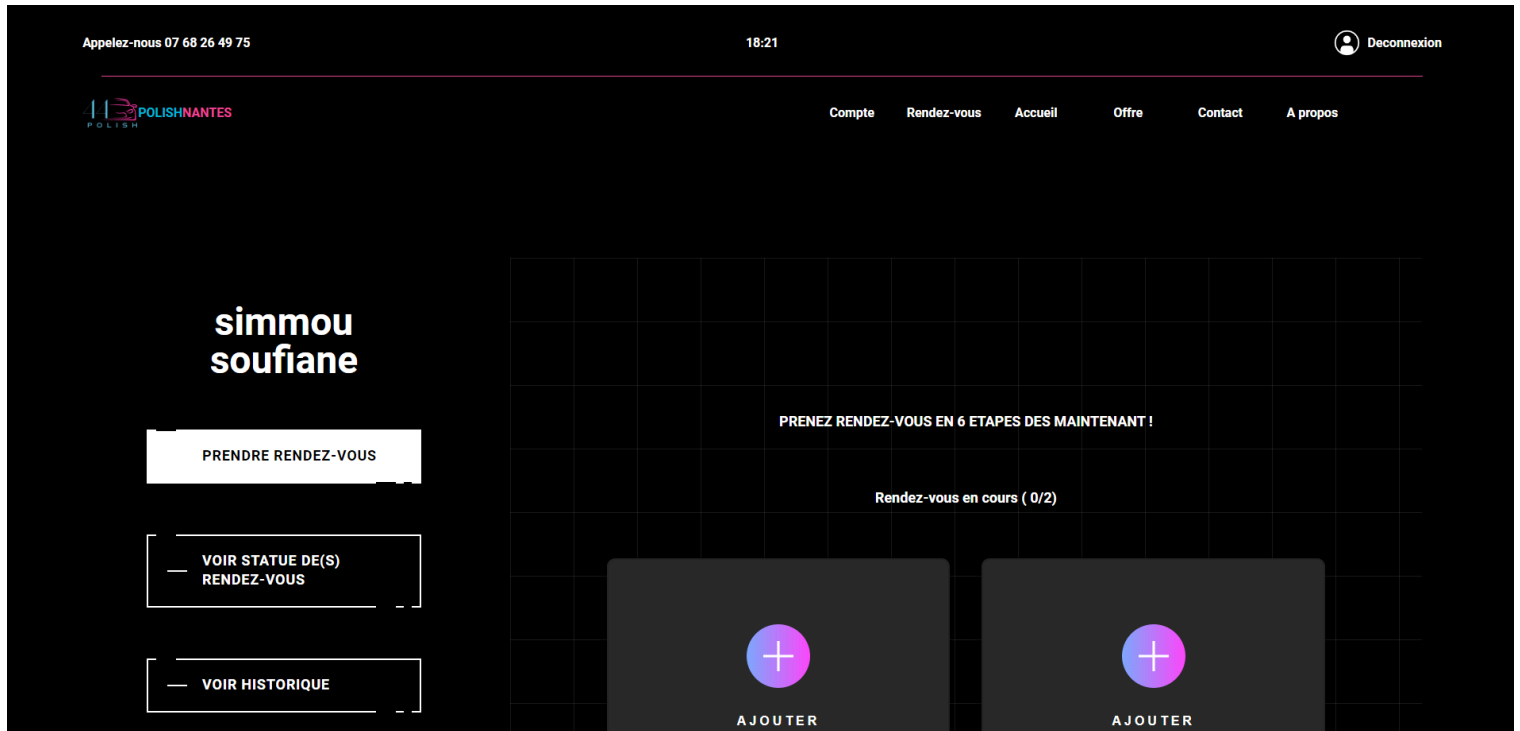 Appelez-nous 07 68 26 49 75
18:21
Deconnexion
POLISH
POLISHNANTES
Compte
Rendez-vous
Accueil
Offre
Contact
A propos
simmou
soufiane
PRENDRE RENDEZ-VOUS
VOIR STATUE DE(S)
RENDEZ-VOUS
VOIR HISTORIQUE
PRENEZ RENDEZ-VOUS EN 6 ETAPES DES MAINTENANT !
Rendez-vous en cours ( 0/2)
AJOUTER
AJOUTER